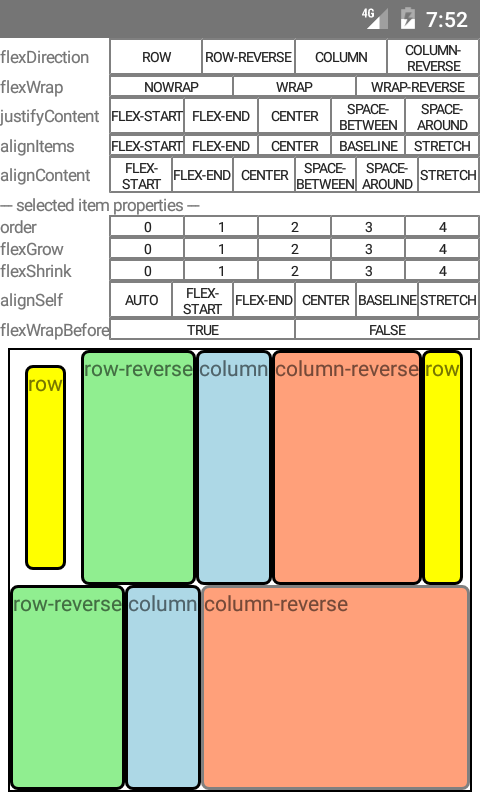 4G 7:52
flexDirection ROW ROW-REVERSE COLUMN COLUMN-REVERSE
flexWrap NOWRAP WRAP WRAP-REVERSE
justifyContent FLEX-START FLEX-END CENTER SPACE-BETWEEN SPACE-AROUND
alignItems FLEX-START FLEX-END CENTER BASELINE STRETCH
alignContent FLEX-START FLEX-END CENTER SPACE-BETWEEN SPACE-AROUND STRETCH
--- selected item properties ---
order 0 1 2 3 4
flexGrow 0 1 2 3 4
flexShrink 0 1 2 3 4
alignSelf AUTO FLEX-START FLEX-END CENTER BASELINE STRETCH
flexWrapBefore TRUE FALSE
row row-reverse column column-reverse row
row-reverse column column-reverse